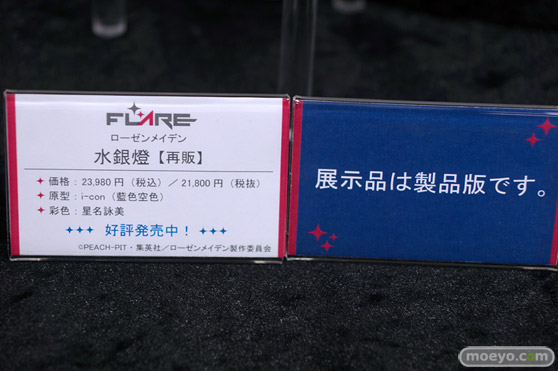 FLARE
ローゼンメイデン
水銀燈【再販】
価格：23,980円（税込）／21,800円（税抜）
原型：i-con（藍色空色）
彩色：星名詠美
好評発売中！
©PEACH-PIT・集英社／ローゼンメイデン製作委員会
展示品は製品版です。
moeyo.com